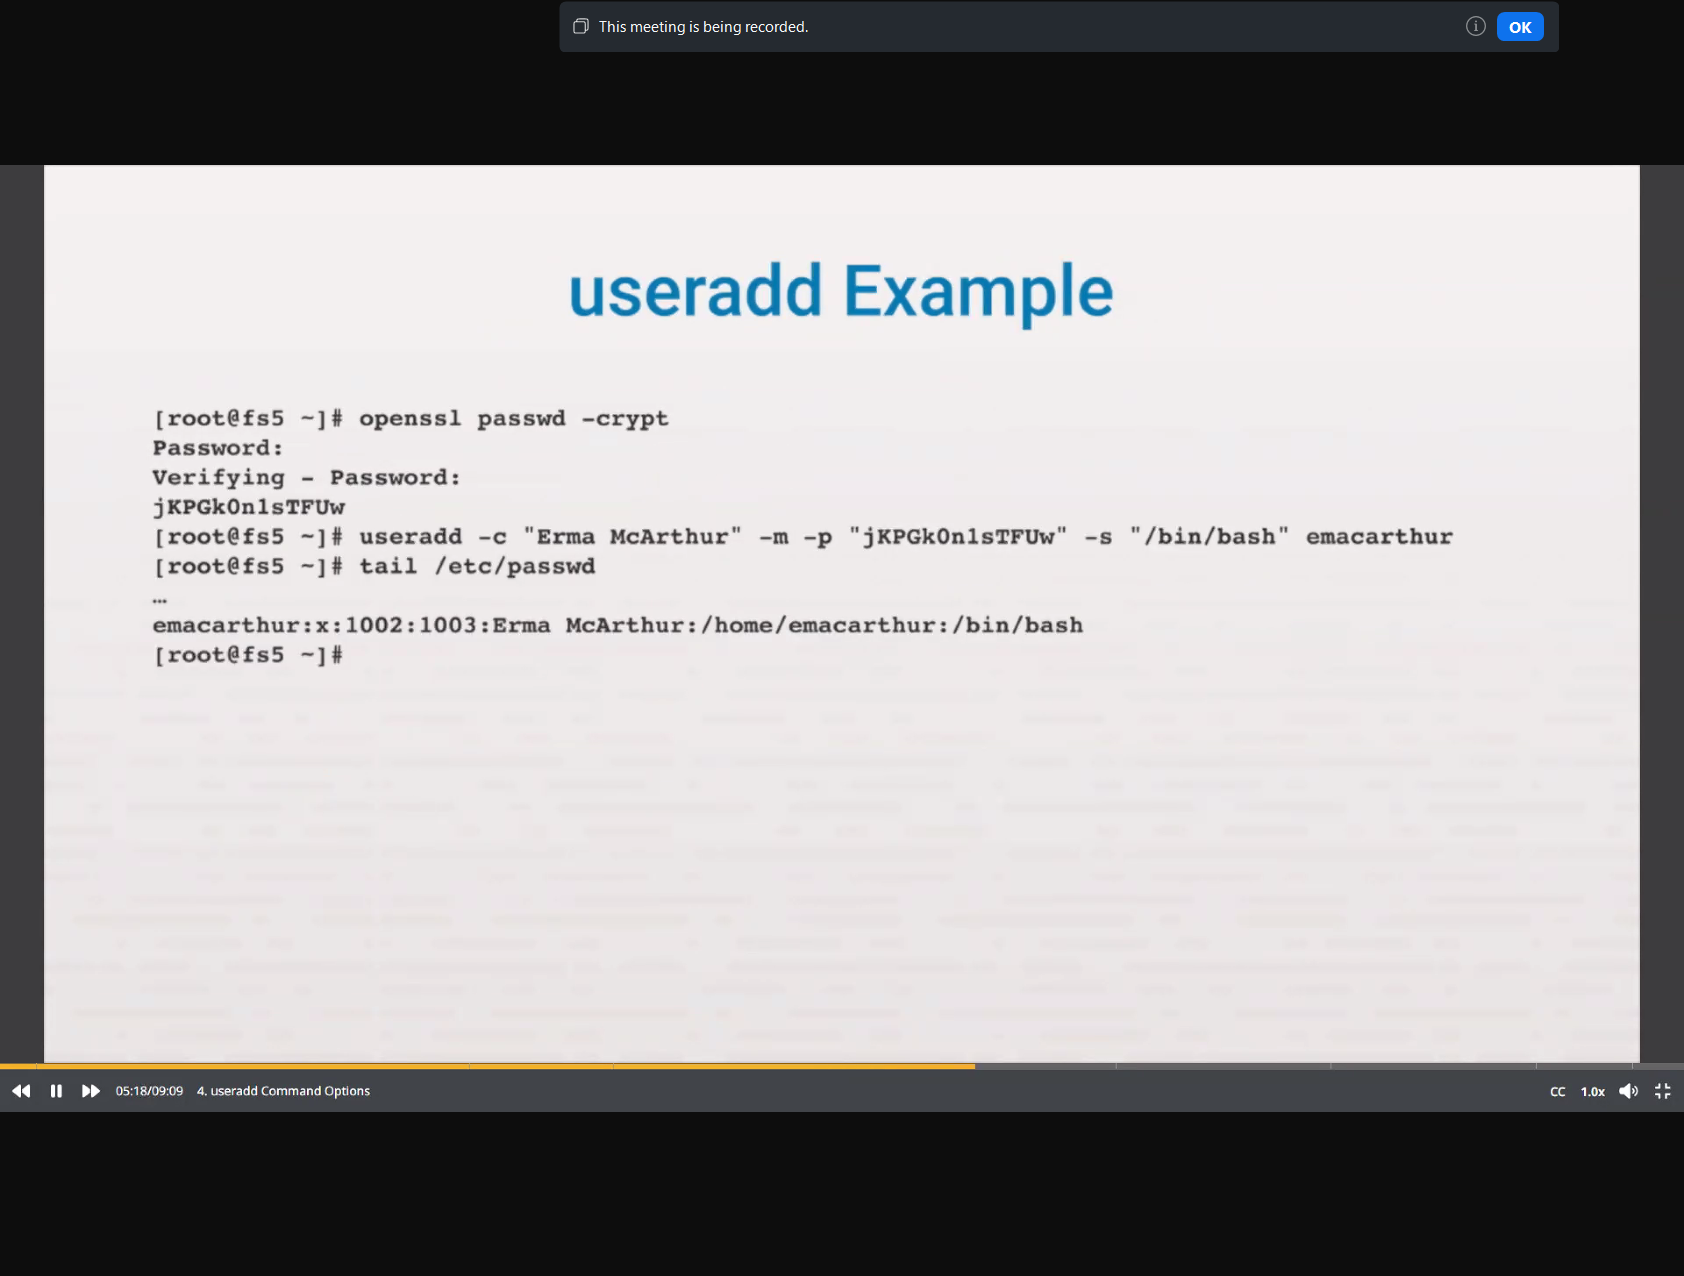 This meeting is being recorded.
OK
useradd Example
[root@fs5 ~]# openssl passwd -crypt
Password:
Verifying - Password:
jKPGk0n1sTFUw
[root@fs5 ~]# useradd -c "Erma McArthur" -m -p "jKPGk0n1sTFUw" -s "/bin/bash" emacarthur
[root@fs5 ~]# tail /etc/passwd
…
emacarthur:x:1002:1003:Erma McArthur:/home/emacarthur:/bin/bash
[root@fs5 ~]#
05:18/09:09 4. useradd Command Options
CC 1.0x